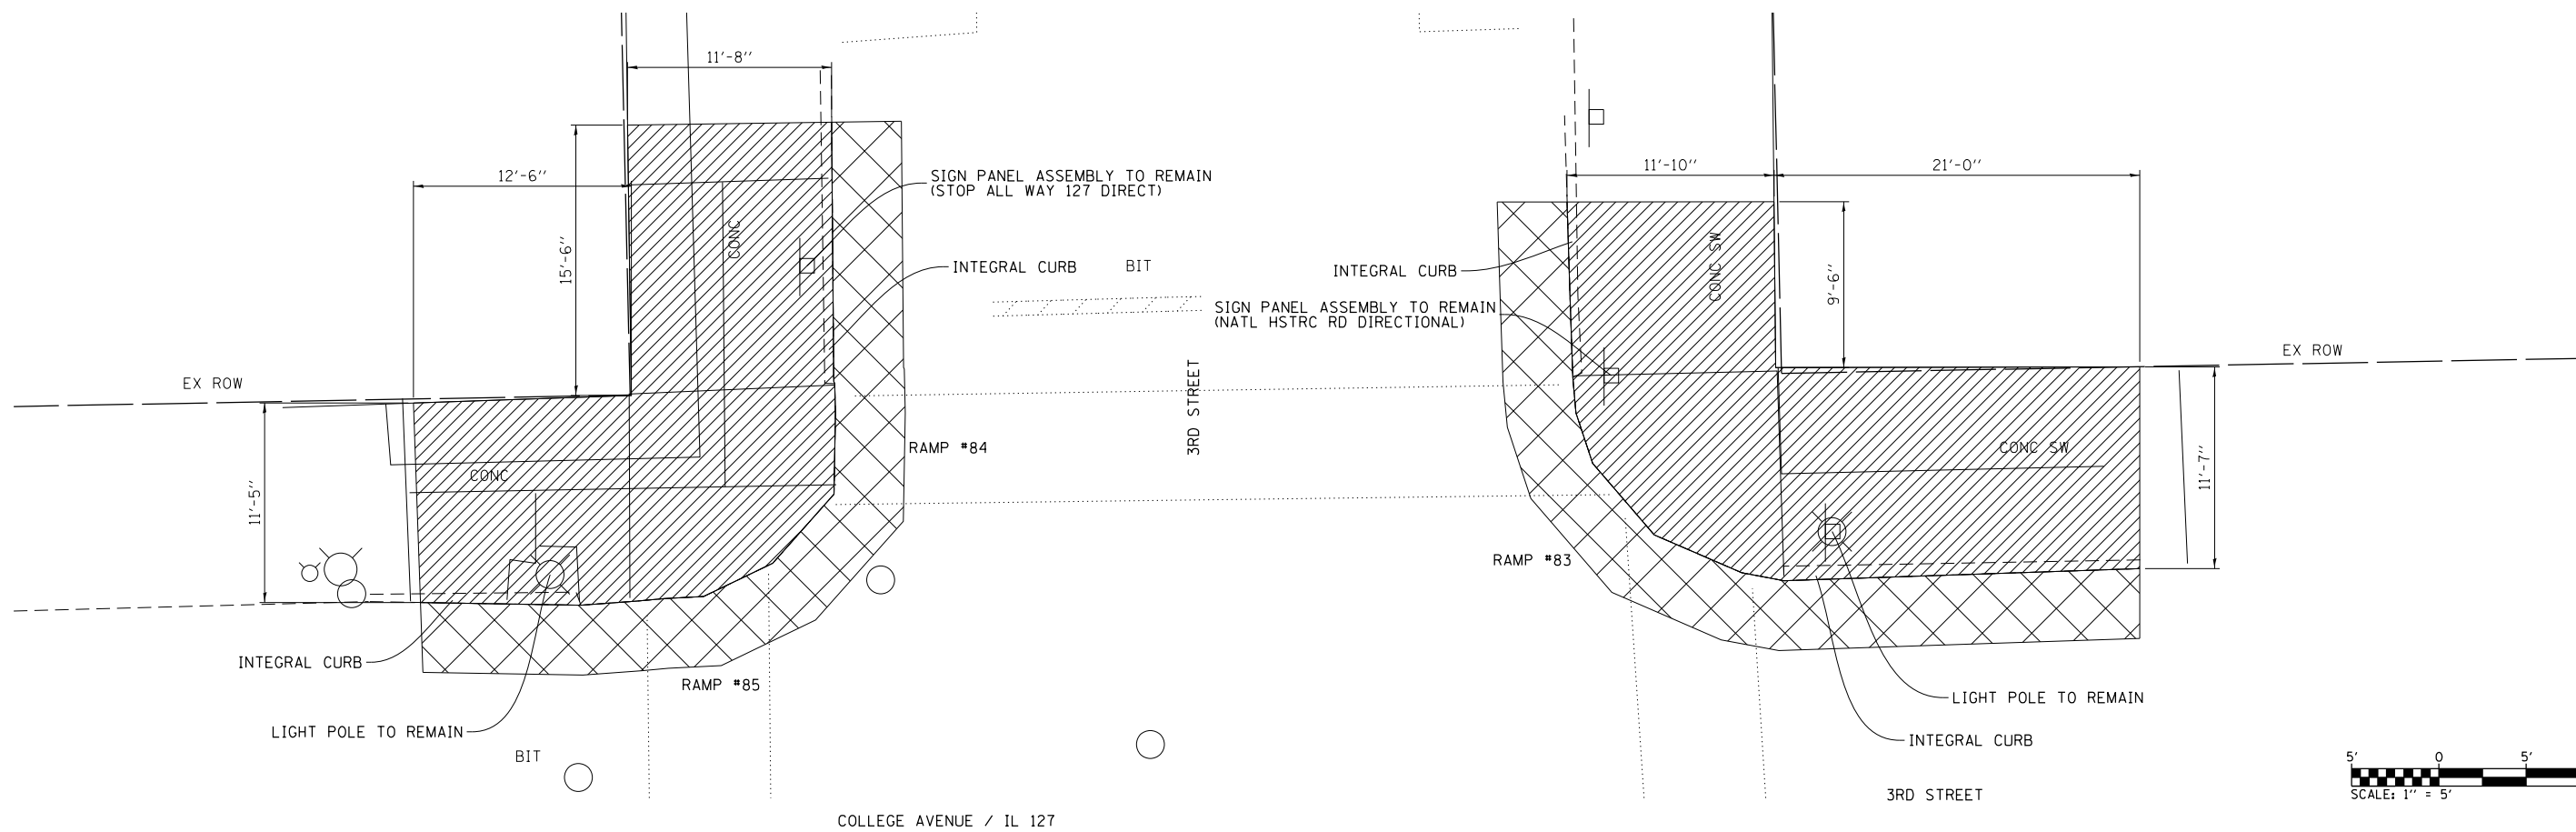 11'-8"
12'-6"
SIGN PANEL ASSEMBLY TO REMAIN
(STOP ALL WAY 127 DIRECT)
CONC
15'-6"
INTEGRAL CURB
BIT
EX ROW
RAMP #84
CONC
11'-5"
INTEGRAL CURB
RAMP #85
LIGHT POLE TO REMAIN
BIT
3RD STREET
COLLEGE AVENUE / IL 127
11'-10"
21'-0"
CONC SW
9'-6"
INTEGRAL CURB
SIGN PANEL ASSEMBLY TO REMAIN
(NATL HSTRC RD DIRECTIONAL)
EX ROW
CONC SW
11'-7"
RAMP #83
LIGHT POLE TO REMAIN
INTEGRAL CURB
3RD STREET
5' 0 5'
SCALE: 1" = 5'